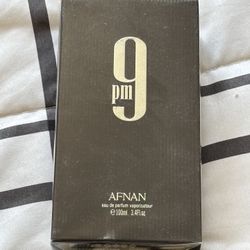 9
pm
AFNAN
eau de parfum vaporisateur
℮100ml 3.4Fl.oz